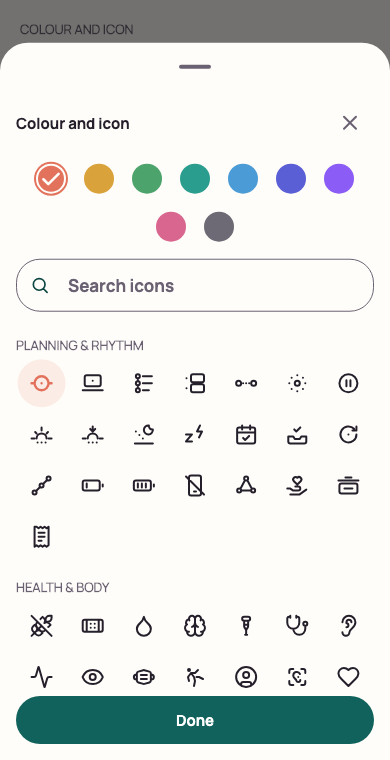 COLOUR AND ICON
Colour and icon
Search icons
PLANNING & RHYTHM
HEALTH & BODY
Done